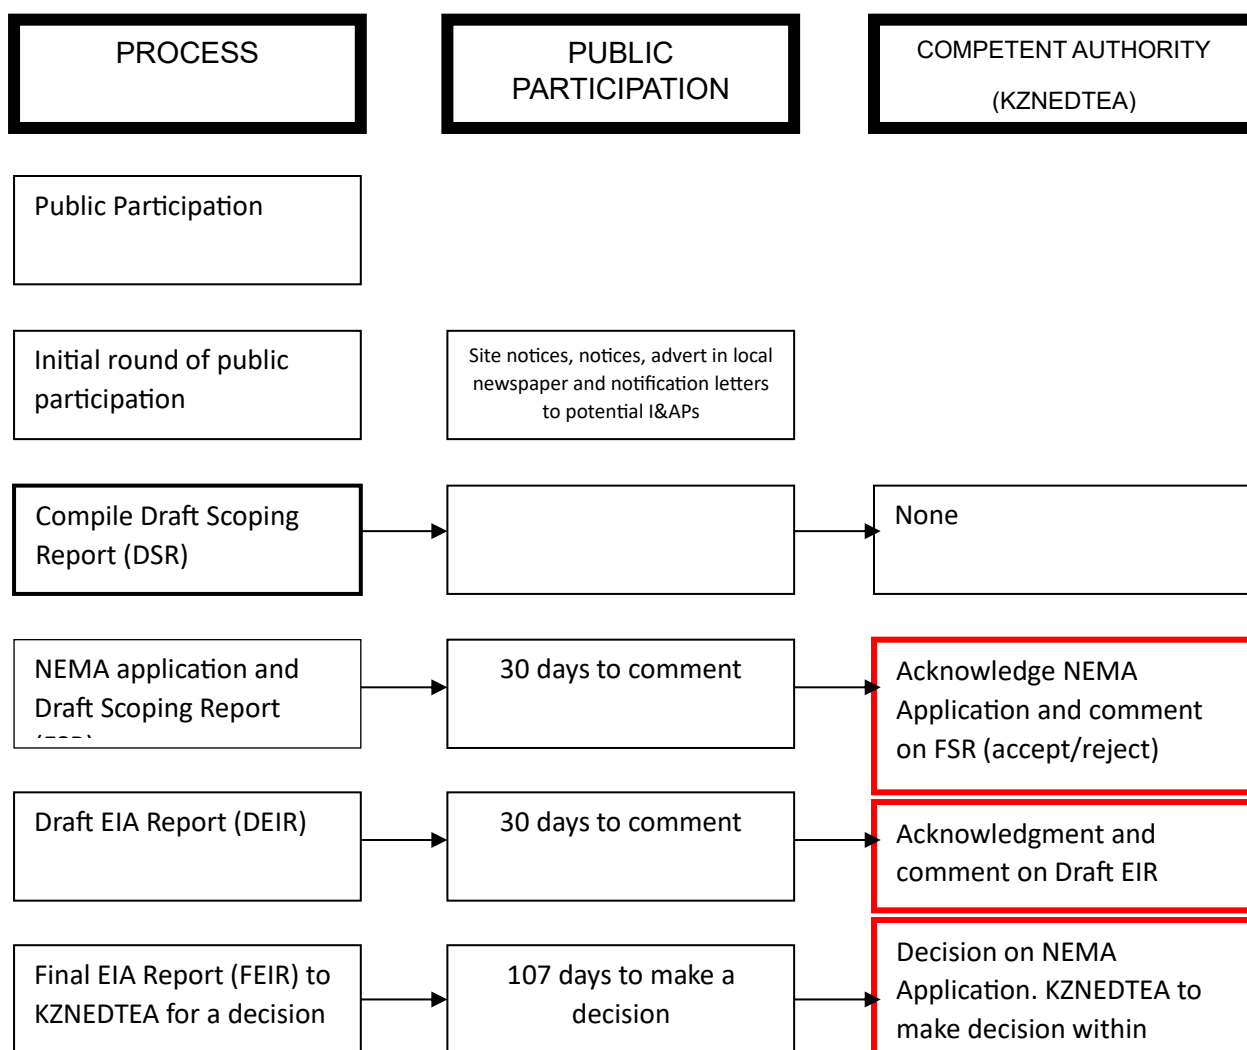 PROCESS
PUBLIC
PARTICIPATION
COMPETENT AUTHORITY
(KZNEDTEA)
Public Participation
Initial round of public
participation
Site notices, notices, advert in local
newspaper and notification letters
to potential I&APs
Compile Draft Scoping
Report (DSR)
None
NEMA application and
Draft Scoping Report
30 days to comment
Acknowledge NEMA
Application and comment
on FSR (accept/reject)
Draft EIA Report (DEIR)
30 days to comment
Acknowledgment and
comment on Draft EIR
Final EIA Report (FEIR) to
KZNEDTEA for a decision
107 days to make a
decision
Decision on NEMA
Application. KZNEDTEA to
make decision within